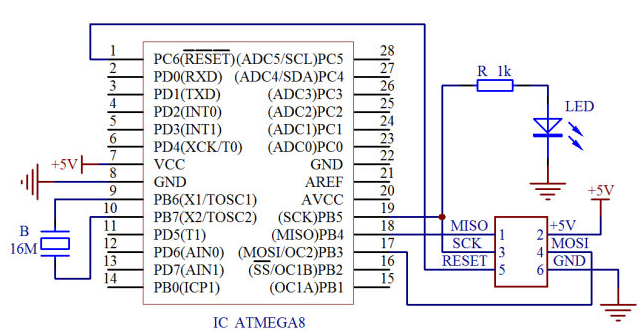 1 PC6(RESET) (ADC5/SCL)PC5 28
2 PD0(RXD) (ADC4/SDA)PC4 27
3 PD1(TXD) (ADC3)PC3 26
4 PD2(INT0) (ADC2)PC2 25
5 PD3(INT1) (ADC1)PC1 24
6 PD4(XCK/T0) (ADC0)PC0 23
+5V 7 VCC GND 22
8 GND AREF 21
9 PB6(X1/TOSC1) AVCC 20
10 PB7(X2/TOSC2) (SCK)PB5 19
11 PD5(T1) (MISO)PB4 18
12 PD6(AIN0) (MOSI/OC2)PB3 17
13 PD7(AIN1) (SS/OC1B)PB2 16
14 PB0(ICP1) (OC1A)PB1 15
B
16M
IC ATMEGA8
R 1k
LED
+5V
MISO 1 2 +5V
SCK 3 4 MOSI
RESET 5 6 GND